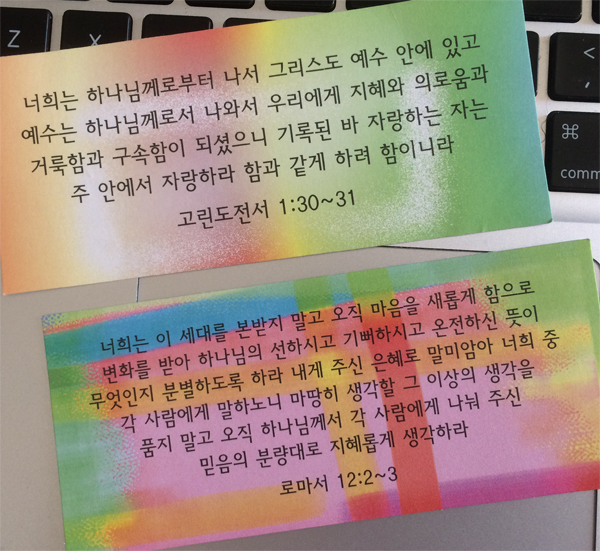 Z
X
<
,
⌘
comm
너희는 하나님께로부터 나서 그리스도 예수 안에 있고
예수는 하나님께로서 나와서 우리에게 지혜와 의로움과
거룩함과 구속함이 되셨으니 기록된 바 자랑하는 자는
주 안에서 자랑하라 함과 같게 하려 함이니라
고린도전서 1:30~31
너희는 이 세대를 본받지 말고 오직 마음을 새롭게 함으로
변화를 받아 하나님의 선하시고 기뻐하시고 온전하신 뜻이
무엇인지 분별하도록 하라 내게 주신 은혜로 말미암아 너희 중
각 사람에게 말하노니 마땅히 생각할 그 이상의 생각을
품지 말고 오직 하나님께서 각 사람에게 나눠 주신
믿음의 분량대로 지혜롭게 생각하라
로마서 12:2~3